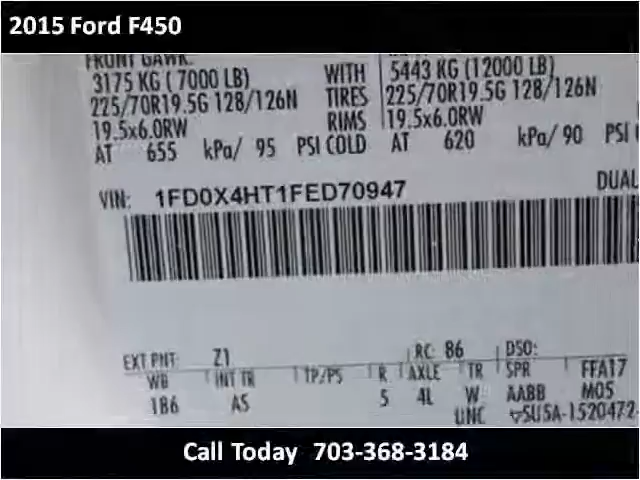 2015 Ford F450
FRONT GAWR:
3175 KG ( 7000 LB) WITH 5443 KG (12000 LB)
225/70R19.5G 128/126N TIRES 225/70R19.5G 128/126N
19.5x6.0RW RIMS 19.5x6.0RW
AT 655 kPa/ 95 PSI COLD AT 620 kPa/ 90 PSI
VIN: 1FD0X4HT1FED70947 DUAL
EXT PNT: Z1 RC: 86 DSO:
WB INT TR TP/PS R AXLE TR SPR FFA17
186 AS 5 4L W AABB M05
UNC 5USA-1520472-
Call Today 703-368-3184